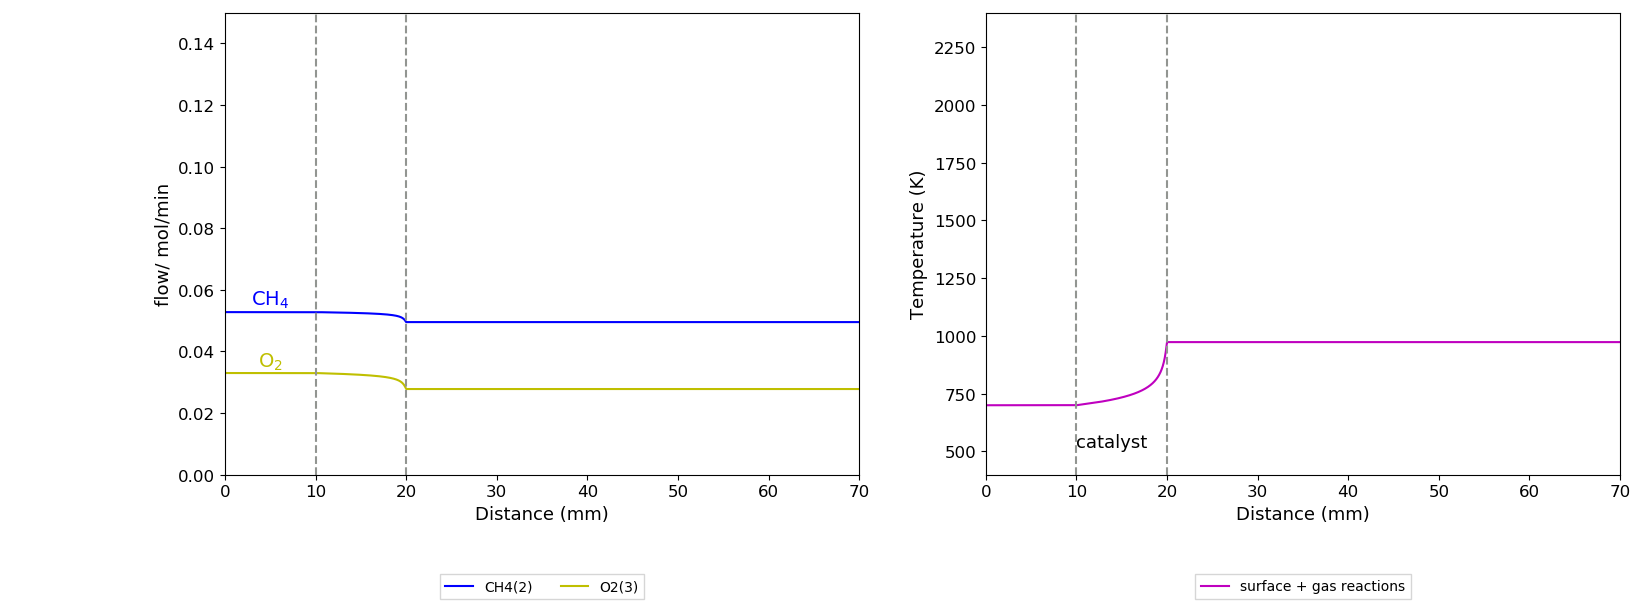 flow/ mol/min
0.14
0.12
0.10
0.08
0.06
0.04
0.02
0.00
CH₄
O₂
0 10 20 30 40 50 60 70
Distance (mm)
CH4(2) O2(3)
Temperature (K)
2250
2000
1750
1500
1250
1000
750
500
catalyst
0 10 20 30 40 50 60 70
Distance (mm)
surface + gas reactions